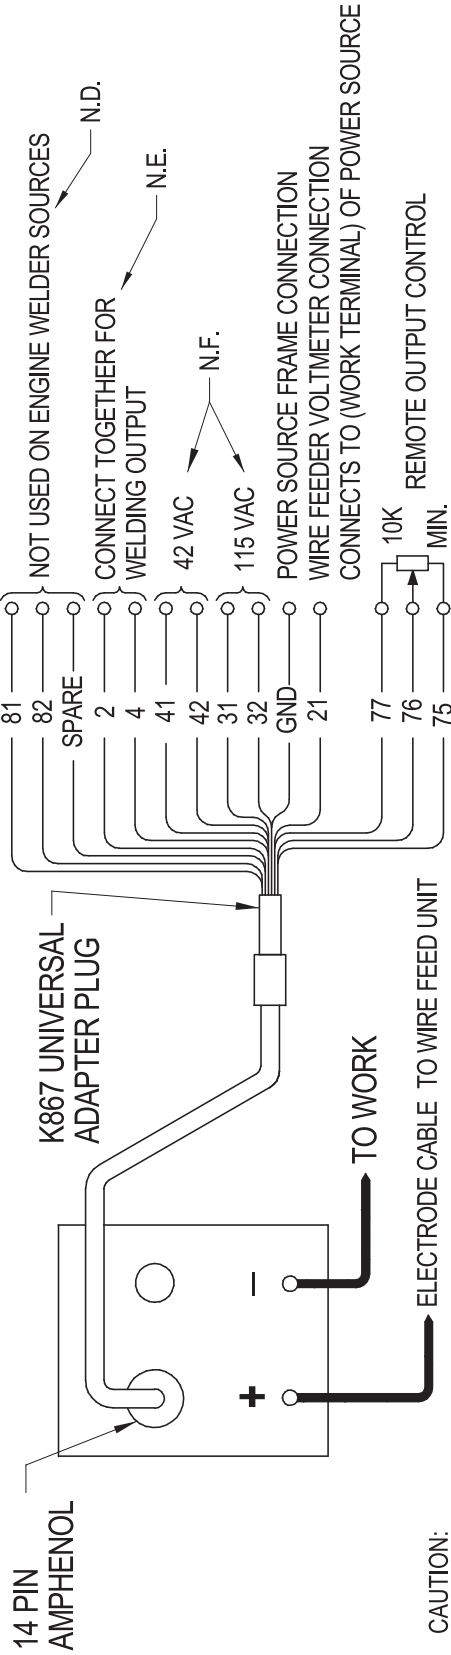 14 PIN
AMPHENOL
K867 UNIVERSAL
ADAPTER PLUG
81
82
SPARE
2
4
41
42
31
32
GND
21
77
76
75
NOT USED ON ENGINE WELDER SOURCES
N.D.
CONNECT TOGETHER FOR
WELDING OUTPUT
N.E.
42 VAC
115 VAC
N.F.
POWER SOURCE FRAME CONNECTION
WIRE FEEDER VOLTMETER CONNECTION
CONNECTS TO (WORK TERMINAL) OF POWER SOURCE
10K
REMOTE OUTPUT CONTROL
MIN.
+
–
TO WORK
ELECTRODE CABLE TO WIRE FEED UNIT
CAUTION: